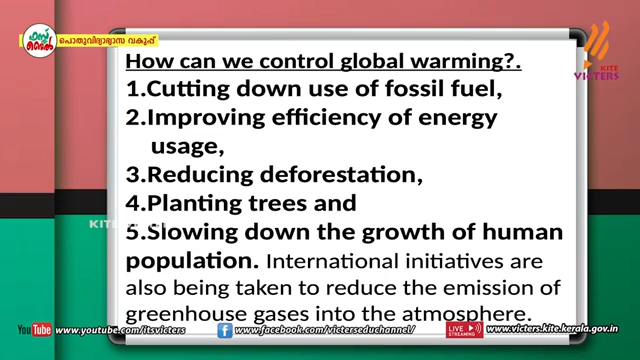 ഫസ്റ്റ് ബെൽ
പൊതുവിദ്യാഭ്യാസ വകുപ്പ്
KITE
VICTERS
How can we control global warming?.
1.Cutting down use of fossil fuel,
2.Improving efficiency of energy
usage,
3.Reducing deforestation,
4.Planting trees and
5.Slowing down the growth of human
population. International initiatives are
also being taken to reduce the emission of
greenhouse gases into the atmosphere.
YouTube www.youtube.com/itsvicters
www.facebook.com/victerseduchannel/
LIVE STREAMING www.victers.kite.kerala.gov.in